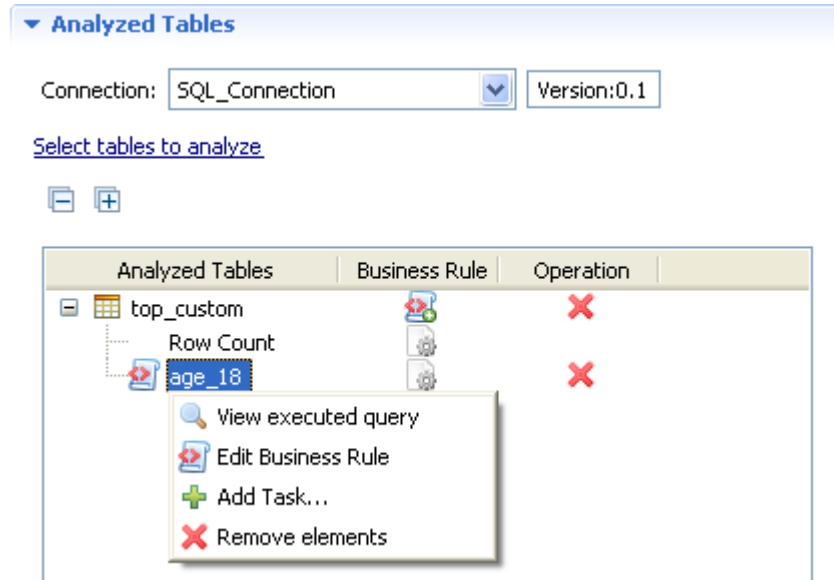 Analyzed Tables
Connection: SQL_Connection Version:0.1
Select tables to analyze
Analyzed Tables Business Rule Operation
top_custom
Row Count
age_18
View executed query
Edit Business Rule
Add Task...
Remove elements